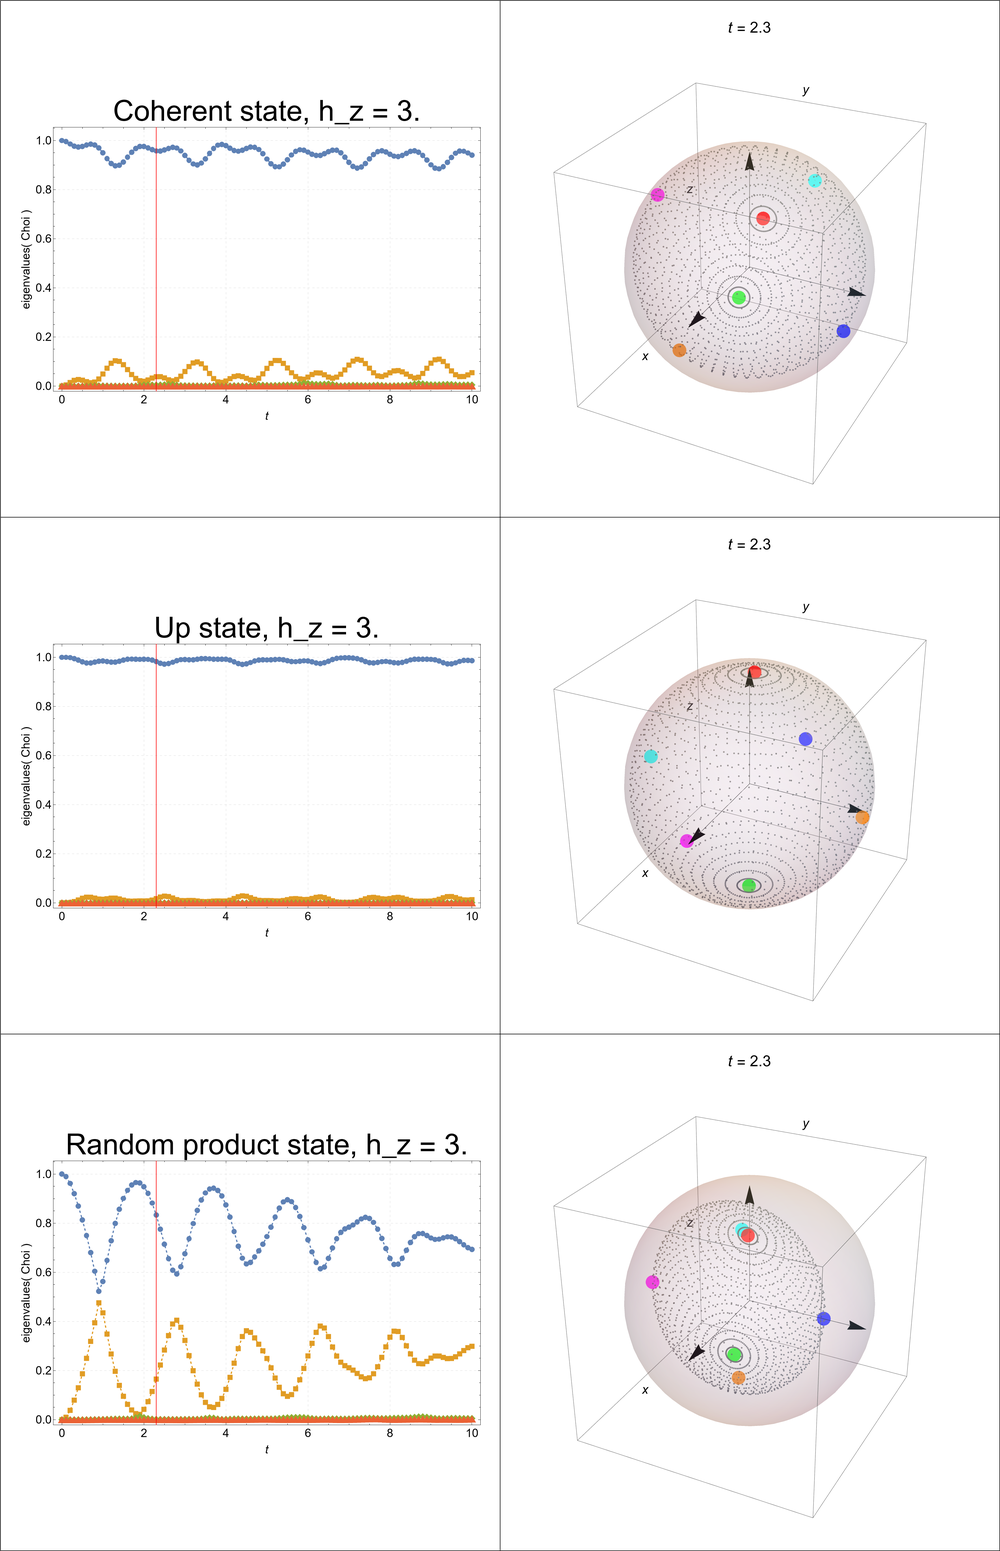 t = 2.3
y
Coherent state, h_z = 3.
1.0
0.8
z
0.6
eigenvalues( Choi )
0.4
0.2
x
0.0
0 2 4 6 8 10
t
t = 2.3
y
Up state, h_z = 3.
1.0
0.8
z
0.6
eigenvalues( Choi )
0.4
0.2
x
0.0
0 2 4 6 8 10
t
t = 2.3
y
Random product state, h_z = 3.
1.0
0.8
z
0.6
eigenvalues( Choi )
0.4
0.2
x
0.0
0 2 4 6 8 10
t